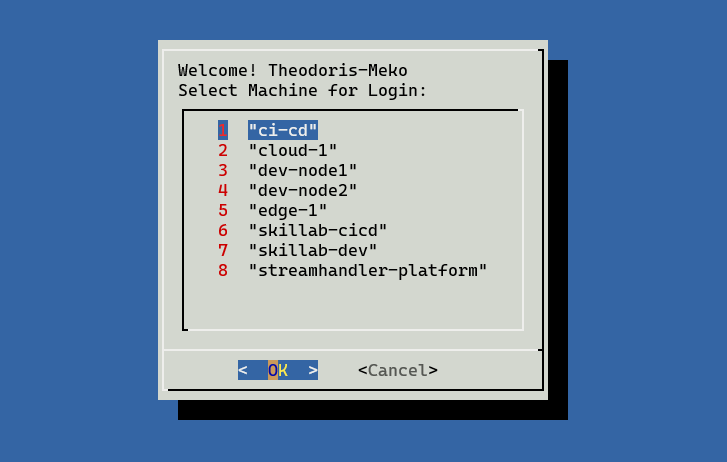 Welcome! Theodoris-Meko
Select Machine for Login:
1 "ci-cd"
2 "cloud-1"
3 "dev-node1"
4 "dev-node2"
5 "edge-1"
6 "skillab-cicd"
7 "skillab-dev"
8 "streamhandler-platform"
< OK > <Cancel>